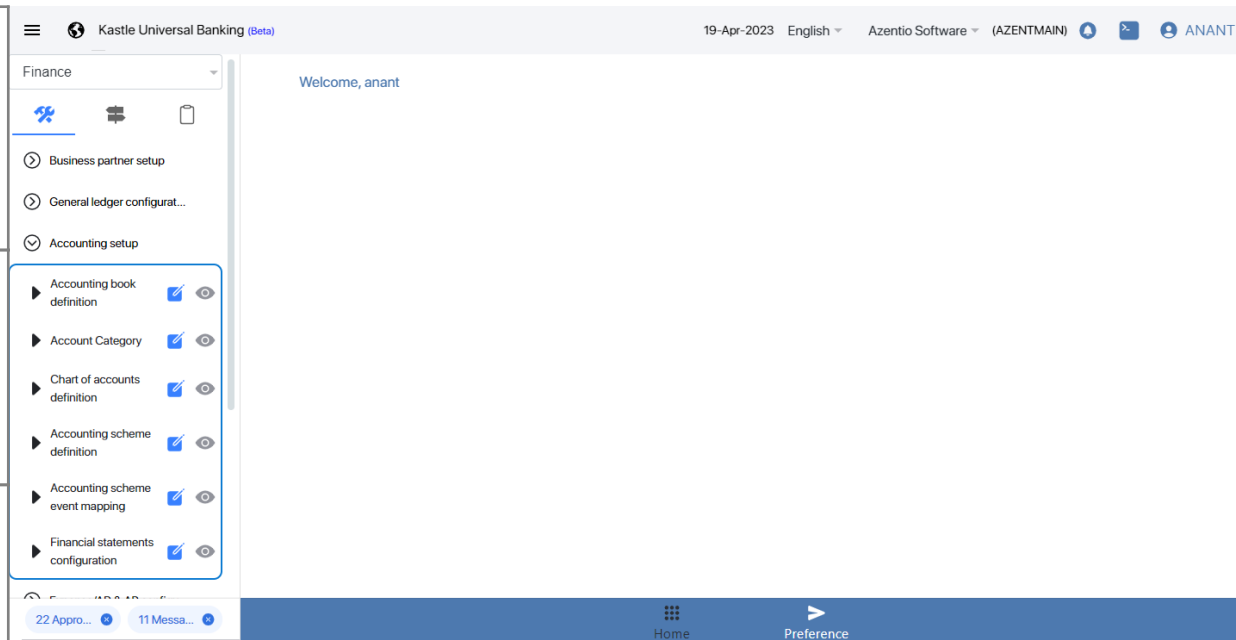 Kastle Universal Banking (Beta)
19-Apr-2023 English Azentio Software (AZENTMAIN) ANANT
Finance
Welcome, anant
Business partner setup
General ledger configurat...
Accounting setup
Accounting book
definition
Account Category
Chart of accounts
definition
Accounting scheme
definition
Accounting scheme
event mapping
Financial statements
configuration
22 Appro... 11 Messa...
Home Preference